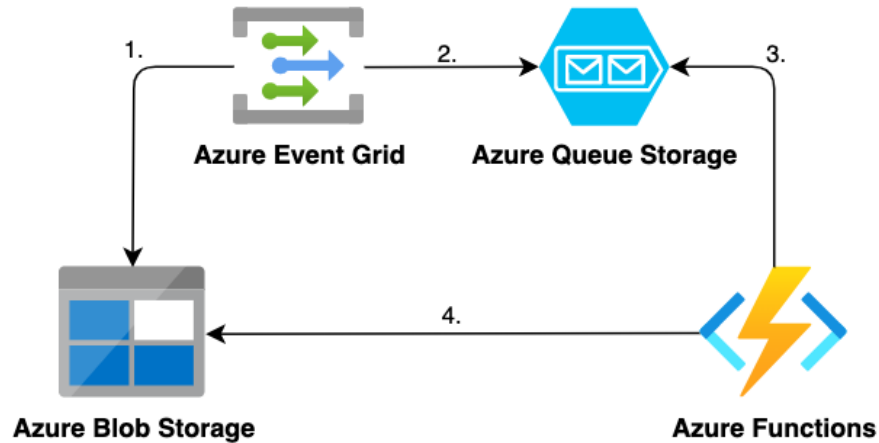 1.
2.
3.
Azure Event Grid
Azure Queue Storage
4.
Azure Blob Storage
Azure Functions